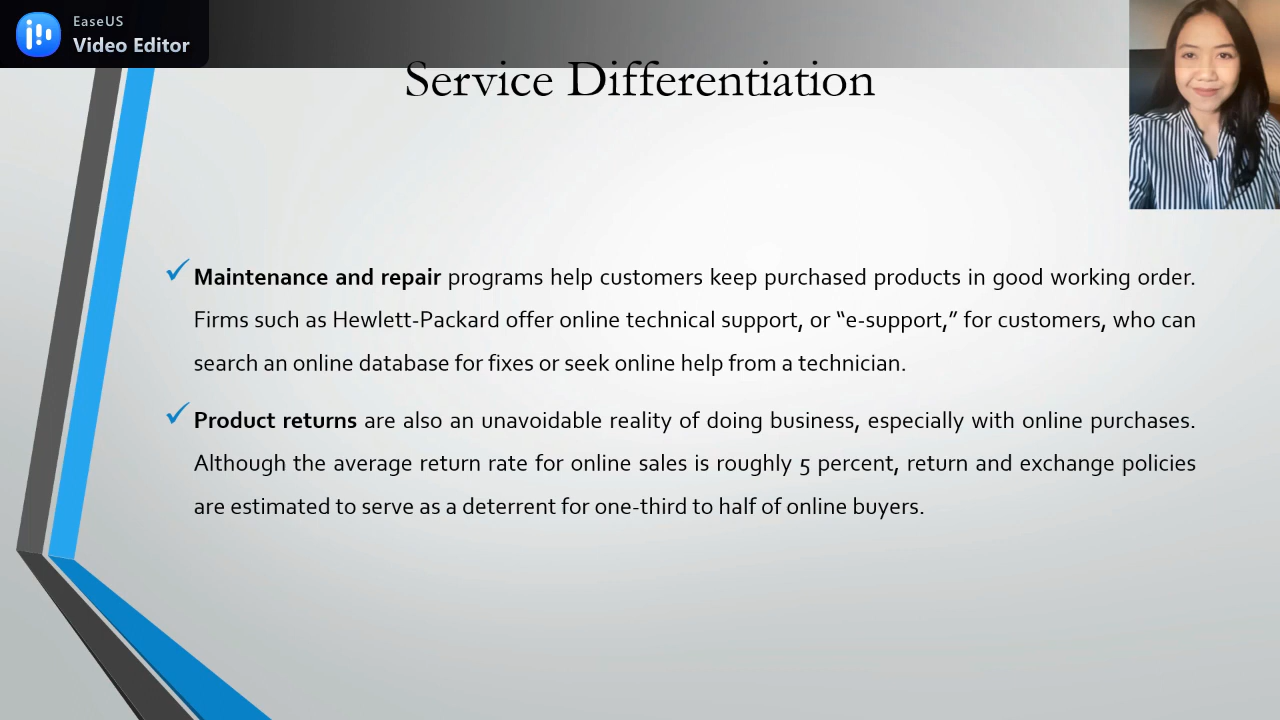 EaseUS
Video Editor
Service Differentiation
Maintenance and repair programs help customers keep purchased products in good working order.
Firms such as Hewlett-Packard offer online technical support, or “e-support,” for customers, who can
search an online database for fixes or seek online help from a technician.
Product returns are also an unavoidable reality of doing business, especially with online purchases.
Although the average return rate for online sales is roughly 5 percent, return and exchange policies
are estimated to serve as a deterrent for one-third to half of online buyers.